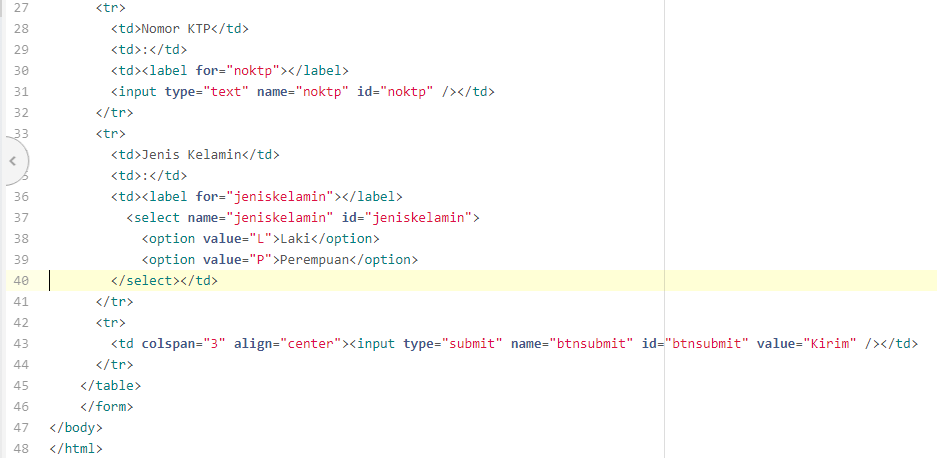 27 <tr>
28 <td>Nomor KTP</td>
29 <td>:</td>
30 <td><label for="noktp"></label>
31 <input type="text" name="noktp" id="noktp" /></td>
32 </tr>
33 <tr>
<td>Jenis Kelamin</td>
<td>:</td>
36 <td><label for="jeniskelamin"></label>
37 <select name="jeniskelamin" id="jeniskelamin">
38 <option value="L">Laki</option>
39 <option value="P">Perempuan</option>
40 </select></td>
41 </tr>
42 <tr>
43 <td colspan="3" align="center"><input type="submit" name="btnsubmit" id="btnsubmit" value="Kirim" /></td>
44 </tr>
45 </table>
46 </form>
47 </body>
48 </html>